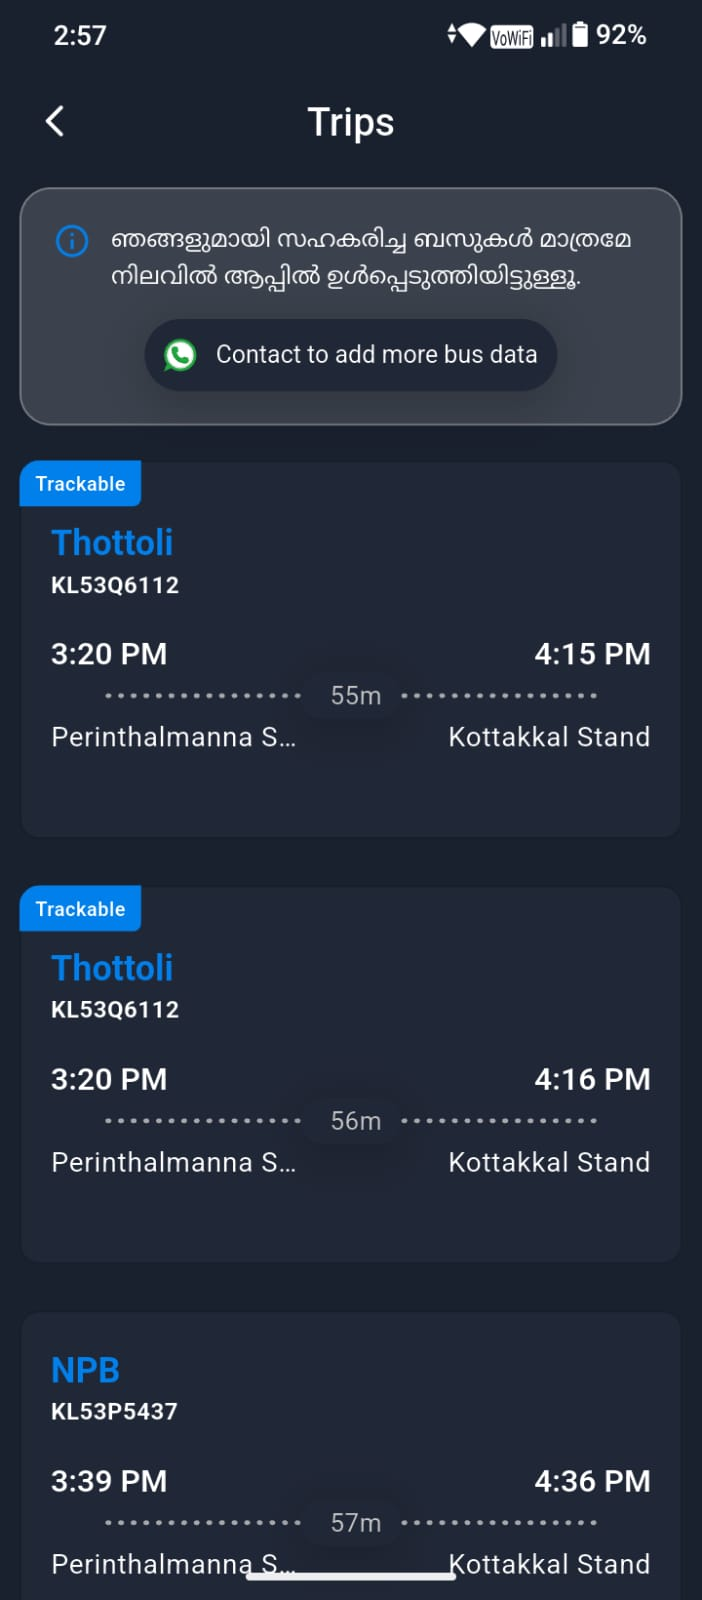 2:57
VoWiFi
92%
Trips
ഞങ്ങളുമായി സഹകരിച്ച ബസുകൾ മാത്രമേ
നിലവിൽ ആപ്പിൽ ഉൾപ്പെടുത്തിയിട്ടുള്ളൂ.
Contact to add more bus data
Trackable
Thottoli
KL53Q6112
3:20 PM
4:15 PM
55m
Perinthalmanna S...
Kottakkal Stand
Trackable
Thottoli
KL53Q6112
3:20 PM
4:16 PM
56m
Perinthalmanna S...
Kottakkal Stand
NPB
KL53P5437
3:39 PM
4:36 PM
57m
Perinthalmanna S...
Kottakkal Stand